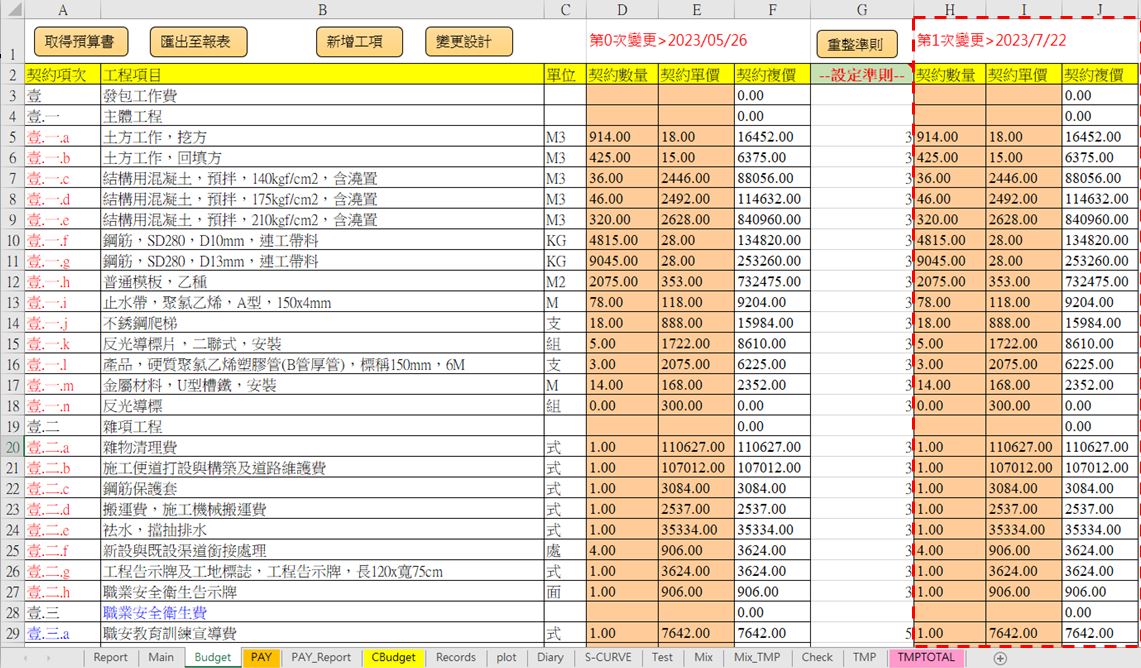 A B C D E F G H I J
1 取得預算書 匯出至報表 新增工項 變更設計 第0次變更>2023/05/26 重整準則 第1次變更>2023/7/22
2 契約項次 工程項目 單位 契約數量 契約單價 契約複價 --設定準則-- 契約數量 契約單價 契約複價
3 壹 發包工作費 0.00 0.00
4 壹.一 主體工程 0.00 0.00
5 壹.一.a 土方工作，挖方 M3 914.00 18.00 16452.00 3 914.00 18.00 16452.00
6 壹.一.b 土方工作，回填方 M3 425.00 15.00 6375.00 3 425.00 15.00 6375.00
7 壹.一.c 結構用混凝土，預拌，140kgf/cm2，含澆置 M3 36.00 2446.00 88056.00 3 36.00 2446.00 88056.00
8 壹.一.d 結構用混凝土，預拌，175kgf/cm2，含澆置 M3 46.00 2492.00 114632.00 3 46.00 2492.00 114632.00
9 壹.一.e 結構用混凝土，預拌，210kgf/cm2，含澆置 M3 320.00 2628.00 840960.00 3 320.00 2628.00 840960.00
10 壹.一.f 鋼筋，SD280，D10mm，連工帶料 KG 4815.00 28.00 134820.00 3 4815.00 28.00 134820.00
11 壹.一.g 鋼筋，SD280，D13mm，連工帶料 KG 9045.00 28.00 253260.00 3 9045.00 28.00 253260.00
12 壹.一.h 普通模板，乙種 M2 2075.00 353.00 732475.00 3 2075.00 353.00 732475.00
13 壹.一.i 止水帶，聚氯乙烯，A型，150x4mm M 78.00 118.00 9204.00 3 78.00 118.00 9204.00
14 壹.一.j 不銹鋼爬梯 支 18.00 888.00 15984.00 3 18.00 888.00 15984.00
15 壹.一.k 反光導標片，二聯式，安裝 組 5.00 1722.00 8610.00 3 5.00 1722.00 8610.00
16 壹.一.l 產品，硬質聚氯乙烯塑膠管(B管厚管)，標稱150mm，6M 支 3.00 2075.00 6225.00 3 3.00 2075.00 6225.00
17 壹.一.m 金屬材料，U型槽鐵，安裝 M 14.00 168.00 2352.00 3 14.00 168.00 2352.00
18 壹.一.n 反光導標 組 0.00 300.00 0.00 3 0.00 300.00 0.00
19 壹.二 雜項工程 0.00 0.00
20 壹.二.a 雜物清理費 式 1.00 110627.00 110627.00 3 1.00 110627.00 110627.00
21 壹.二.b 施工便道打設與構築及道路維護費 式 1.00 107012.00 107012.00 3 1.00 107012.00 107012.00
22 壹.二.c 鋼筋保護套 式 1.00 3084.00 3084.00 3 1.00 3084.00 3084.00
23 壹.二.d 搬運費，施工機械搬運費 式 1.00 2537.00 2537.00 3 1.00 2537.00 2537.00
24 壹.二.e 袪水，擋抽排水 式 1.00 35334.00 35334.00 3 1.00 35334.00 35334.00
25 壹.二.f 新設與既設渠道銜接處理 處 4.00 906.00 3624.00 3 4.00 906.00 3624.00
26 壹.二.g 工程告示牌及工地標誌，工程告示牌，長120x寬75cm 式 1.00 3624.00 3624.00 3 1.00 3624.00 3624.00
27 壹.二.h 職業安全衛生告示牌 面 1.00 906.00 906.00 3 1.00 906.00 906.00
28 壹.三 職業安全衛生費 0.00 0.00
29 壹.三.a 職安教育訓練宣導費 式 1.00 7642.00 7642.00 5 1.00 7642.00 7642.00
Report Main Budget PAY PAY_Report CBudget Records plot Diary S-CURVE Test Mix Mix_TMP Check TMP TMPTOTAL